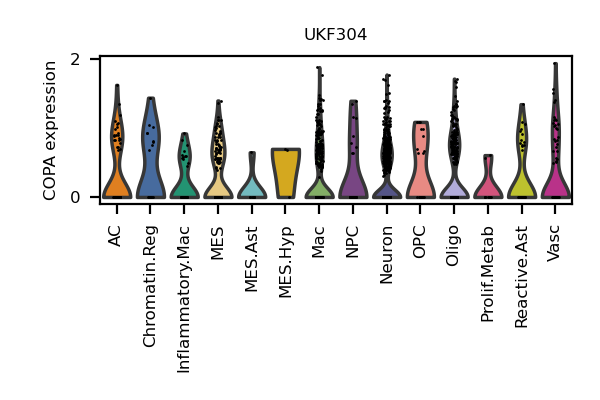 UKF304
COPA expression
2
0
AC
Chromatin.Reg
Inflammatory.Mac
MES
MES.Ast
MES.Hyp
Mac
NPC
Neuron
OPC
Oligo
Prolif.Metab
Reactive.Ast
Vasc